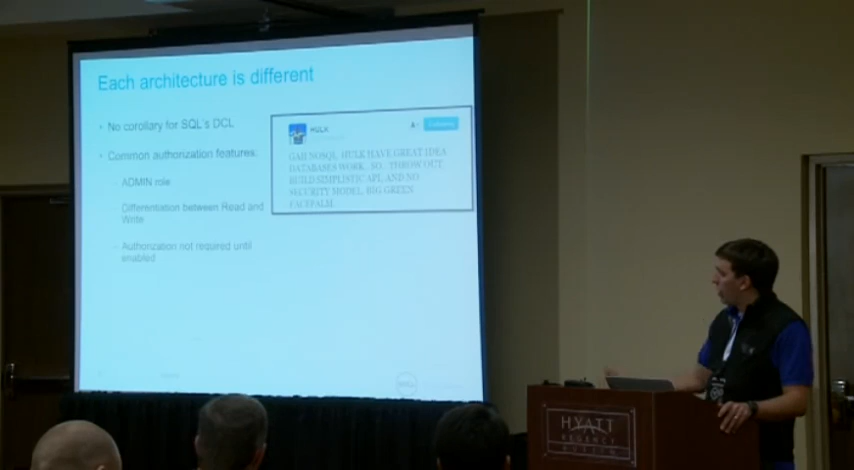 Each architecture is different
No corollary for SQL's DCL
Common authorization features:
ADMIN role
Differentiation between Read and
Write
Authorization not required until
enabled
HULK
GAH NOSQL. HULK HAVE GREAT IDEA
DATABASES WORK. SO.. THROW OUT,
BUILD SIMPLISTIC API, AND NO
SECURITY MODEL. BIG GREEN
FACEPALM.
DELL
HYATT
REGENCY